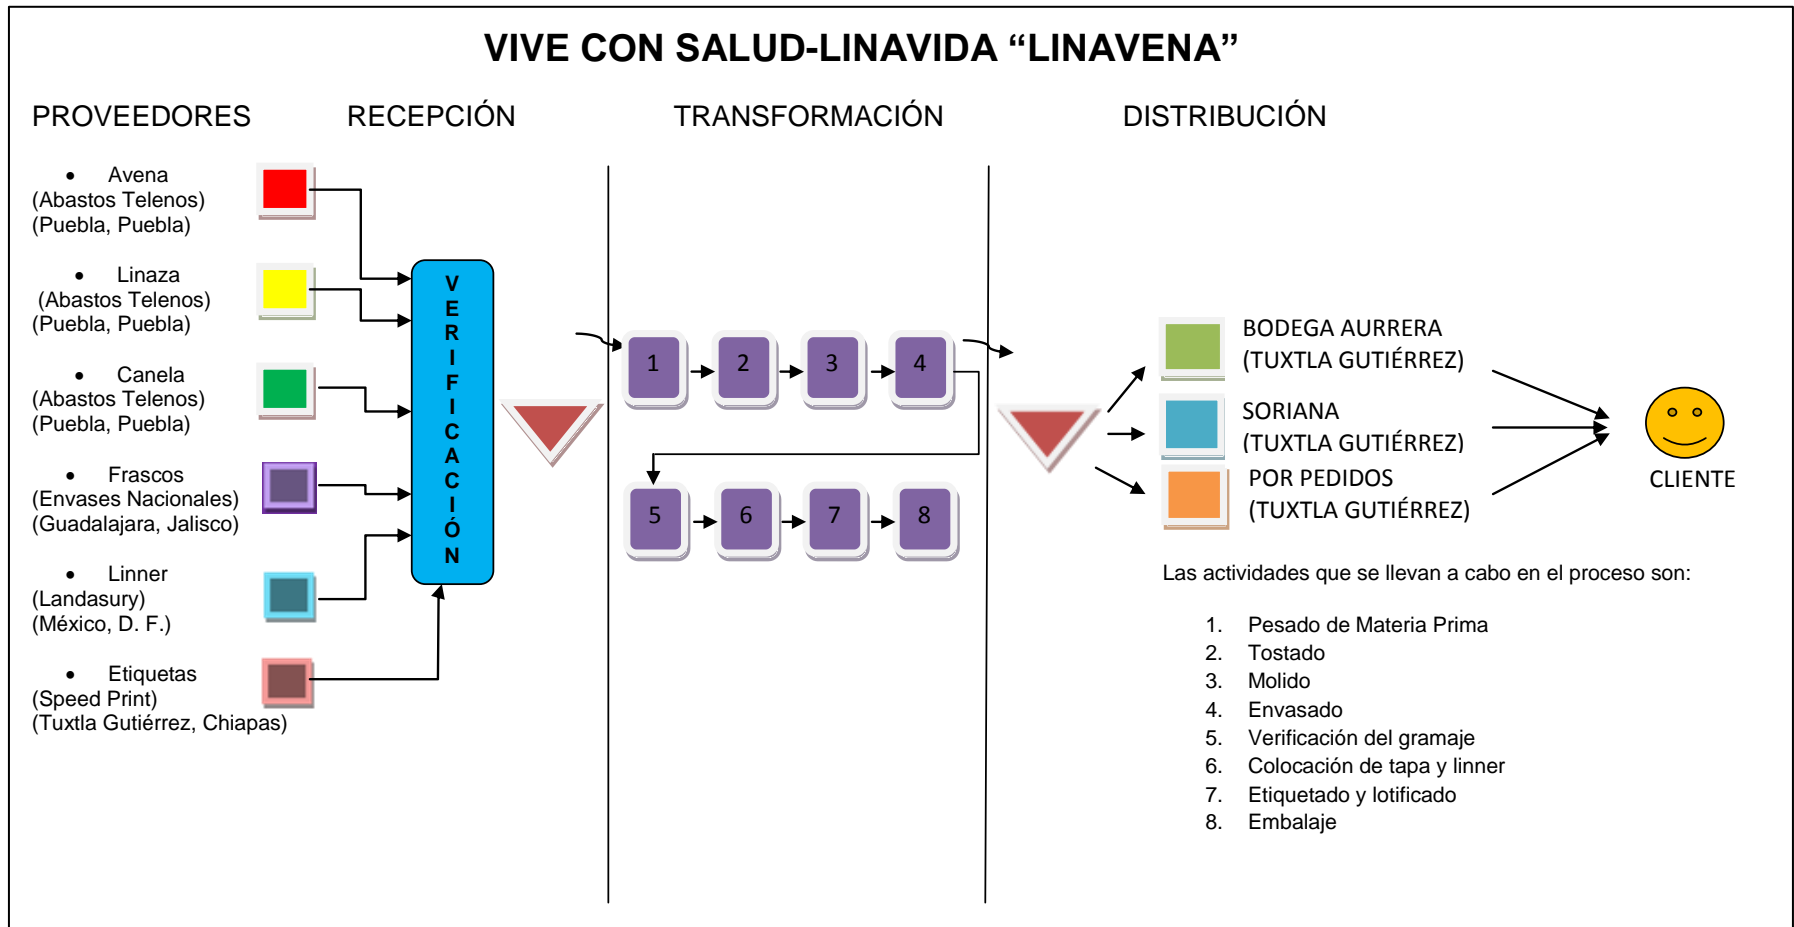 VIVE CON SALUD-LINAVIDA “LINAVENA”
PROVEEDORES
RECEPCIÓN
TRANSFORMACIÓN
DISTRIBUCIÓN
• Avena
(Abastos Telenos)
(Puebla, Puebla)
• Linaza
(Abastos Telenos)
(Puebla, Puebla)
• Canela
(Abastos Telenos)
(Puebla, Puebla)
• Frascos
(Envases Nacionales)
(Guadalajara, Jalisco)
• Linner
(Landasury)
(México, D. F.)
• Etiquetas
(Speed Print)
(Tuxtla Gutiérrez, Chiapas)
VERIFICACIÓN
1
2
3
4
5
6
7
8
BODEGA AURRERA
(TUXTLA GUTIÉRREZ)
SORIANA
(TUXTLA GUTIÉRREZ)
POR PEDIDOS
(TUXTLA GUTIÉRREZ)
CLIENTE
Las actividades que se llevan a cabo en el proceso son:
1. Pesado de Materia Prima
2. Tostado
3. Molido
4. Envasado
5. Verificación del gramaje
6. Colocación de tapa y linner
7. Etiquetado y lotificado
8. Embalaje